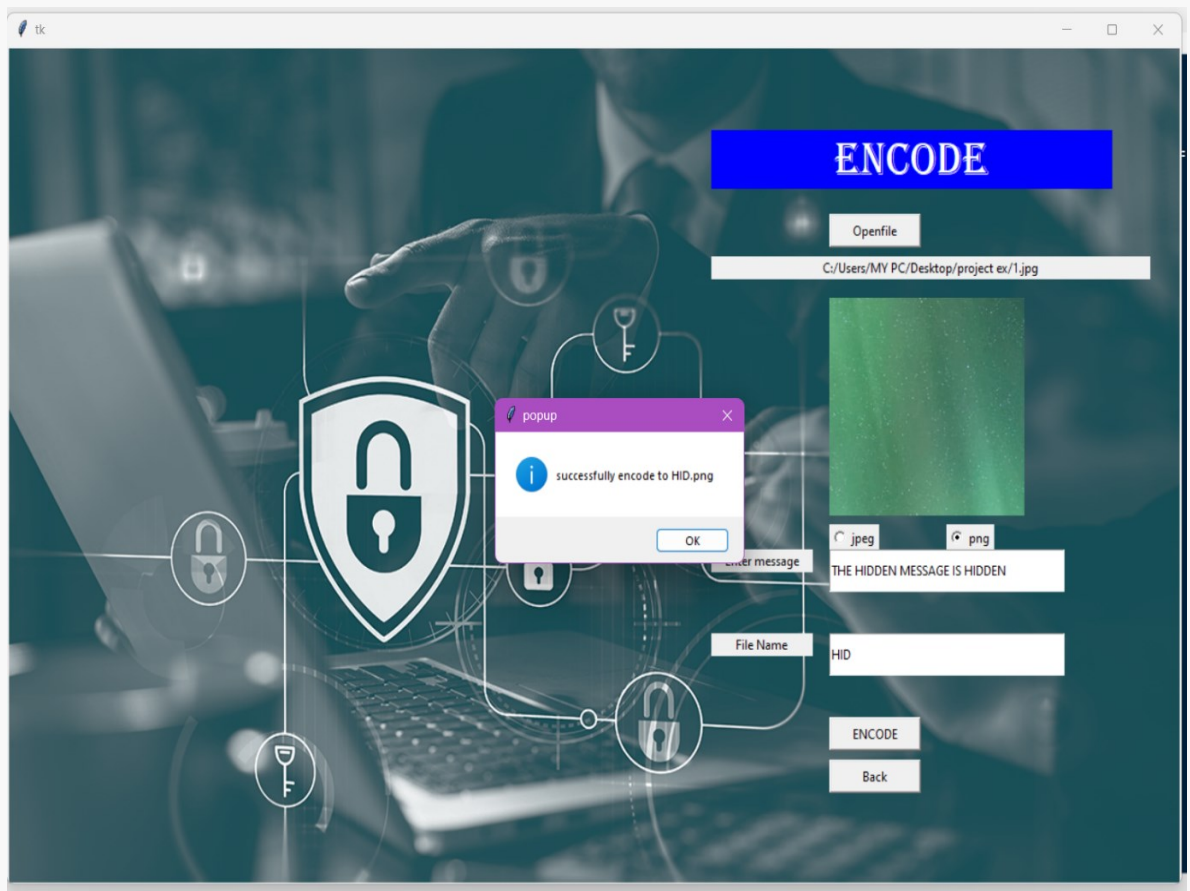 tk
ENCODE
Openfile
C:/Users/MY PC/Desktop/project ex/1.jpg
popup
successfully encode to HID.png
OK
jpeg png
Enter message
THE HIDDEN MESSAGE IS HIDDEN
File Name
HID
ENCODE
Back